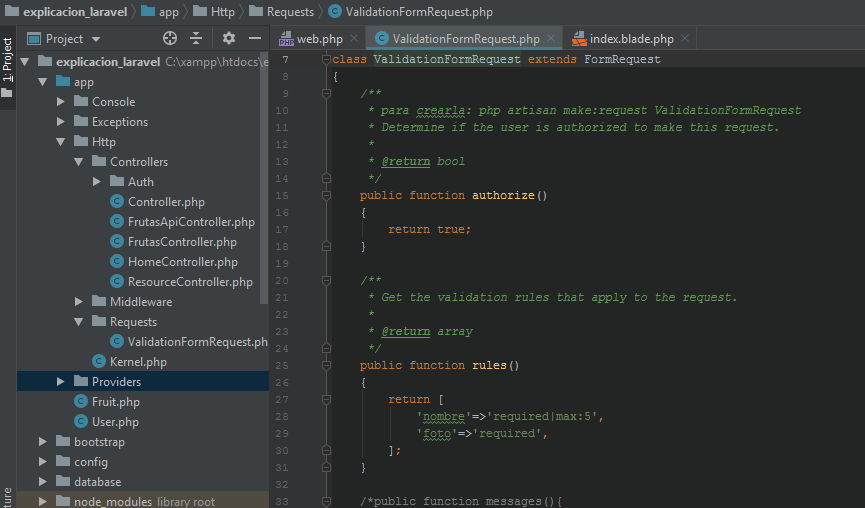 explicacion_laravel app Http Requests ValidationFormRequest.php
Project web.php ValidationFormRequest.php index.blade.php
1: Project
explicacion_laravel C:\xampp\htdocs\e
app
Console
Exceptions
Http
Controllers
Auth
Controller.php
FrutasApiController.php
FrutasController.php
HomeController.php
ResourceController.php
Middleware
Requests
ValidationFormRequest.ph
Kernel.php
Providers
Fruit.php
User.php
bootstrap
config
database
node_modules library root
ture
7 class ValidationFormRequest extends FormRequest
8 {
9 /**
10 * para crearla: php artisan make:request ValidationFormRequest
11 * Determine if the user is authorized to make this request.
12 *
13 * @return bool
14 */
15 public function authorize()
16 {
17 return true;
18 }
19
20 /**
21 * Get the validation rules that apply to the request.
22 *
23 * @return array
24 */
25 public function rules()
26 {
27 return [
28 'nombre'=>'required|max:5',
29 'foto'=>'required',
30 ];
31 }
32
33 /*public function messages(){